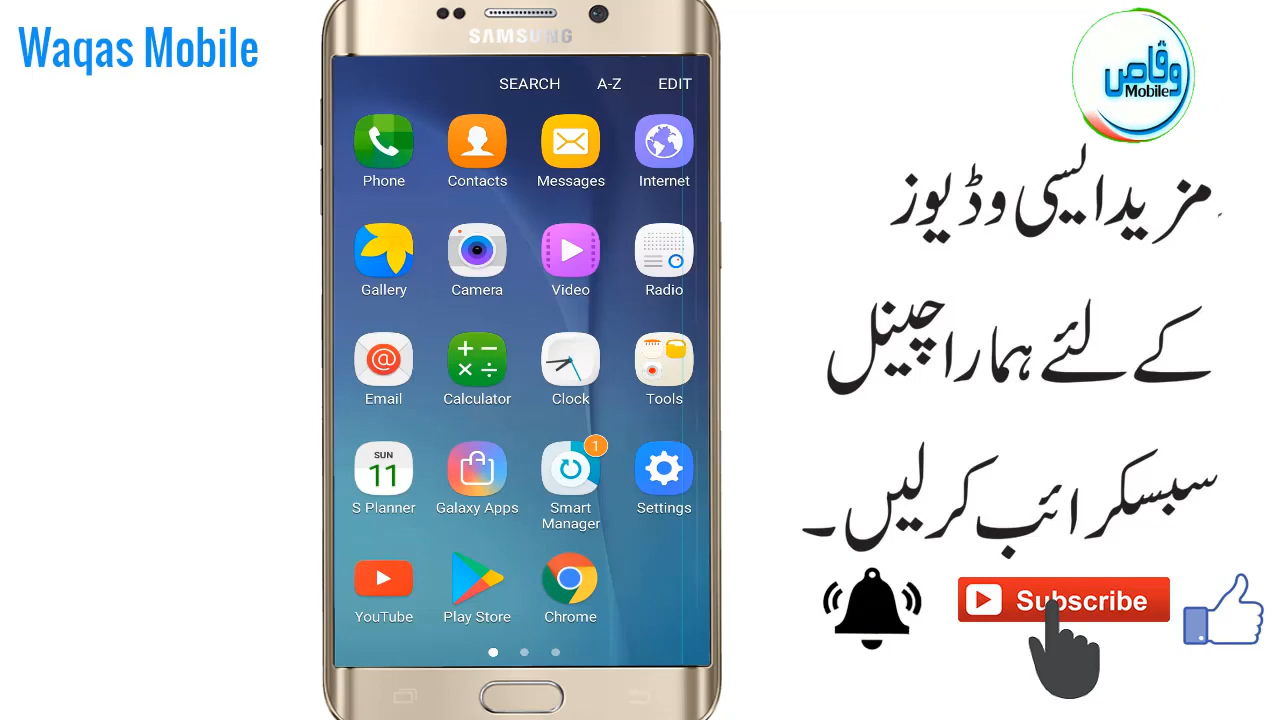 Waqas Mobile
SAMSUNG
SEARCH A-Z EDIT
Phone Contacts Messages Internet
Gallery Camera Video Radio
Email Calculator Clock Tools
SUN
11
1
S Planner Galaxy Apps Smart Manager Settings
YouTube Play Store Chrome
وقاص
Mobile
مزید ایسی وڈیوز
کے لئے ہمارا چینل
سبسکرائب کرلیں۔
Subscribe